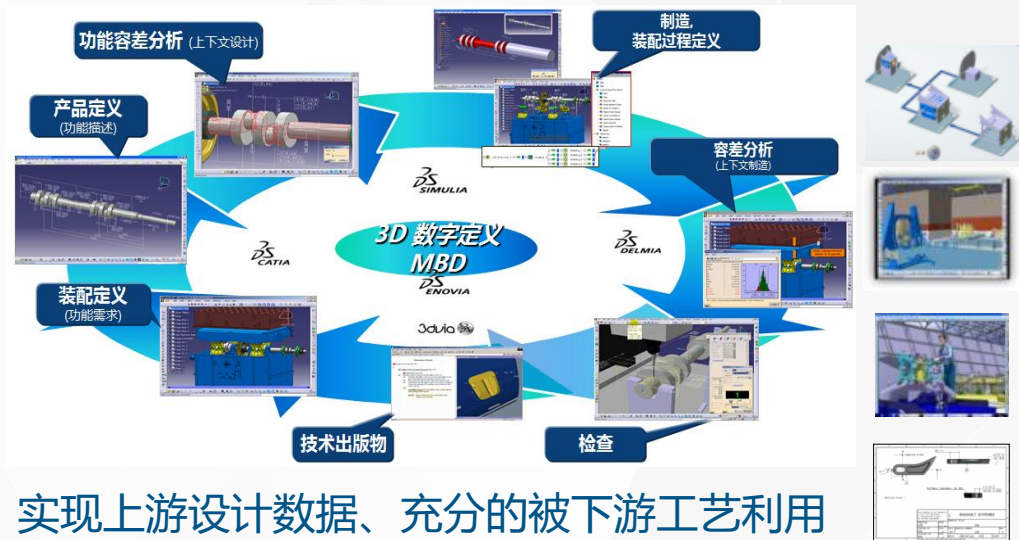 功能容差分析 (上下文设计)
制造,
装配过程定义
产品定义
(功能描述)
容差分析
(上下文制造)
SIMULIA
3D 数字定义
MBD
CATIA
DELMIA
ENOVIA
3dvia
装配定义
(功能需求)
技术出版物
检查
实现上游设计数据、充分的被下游工艺利用